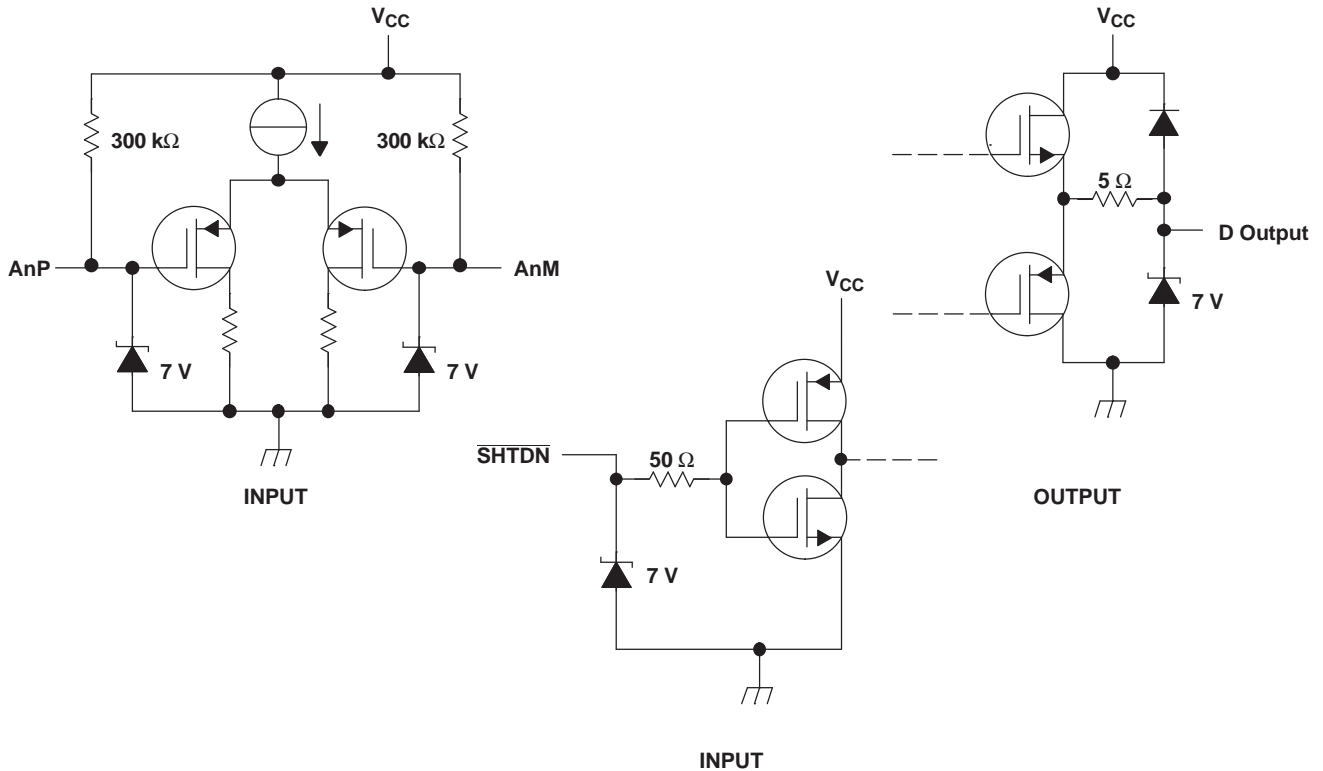 VCC
300 kΩ
300 kΩ
AnP
AnM
7 V
7 V
INPUT
VCC
SHTDN
50 Ω
7 V
INPUT
VCC
5 Ω
D Output
7 V
OUTPUT